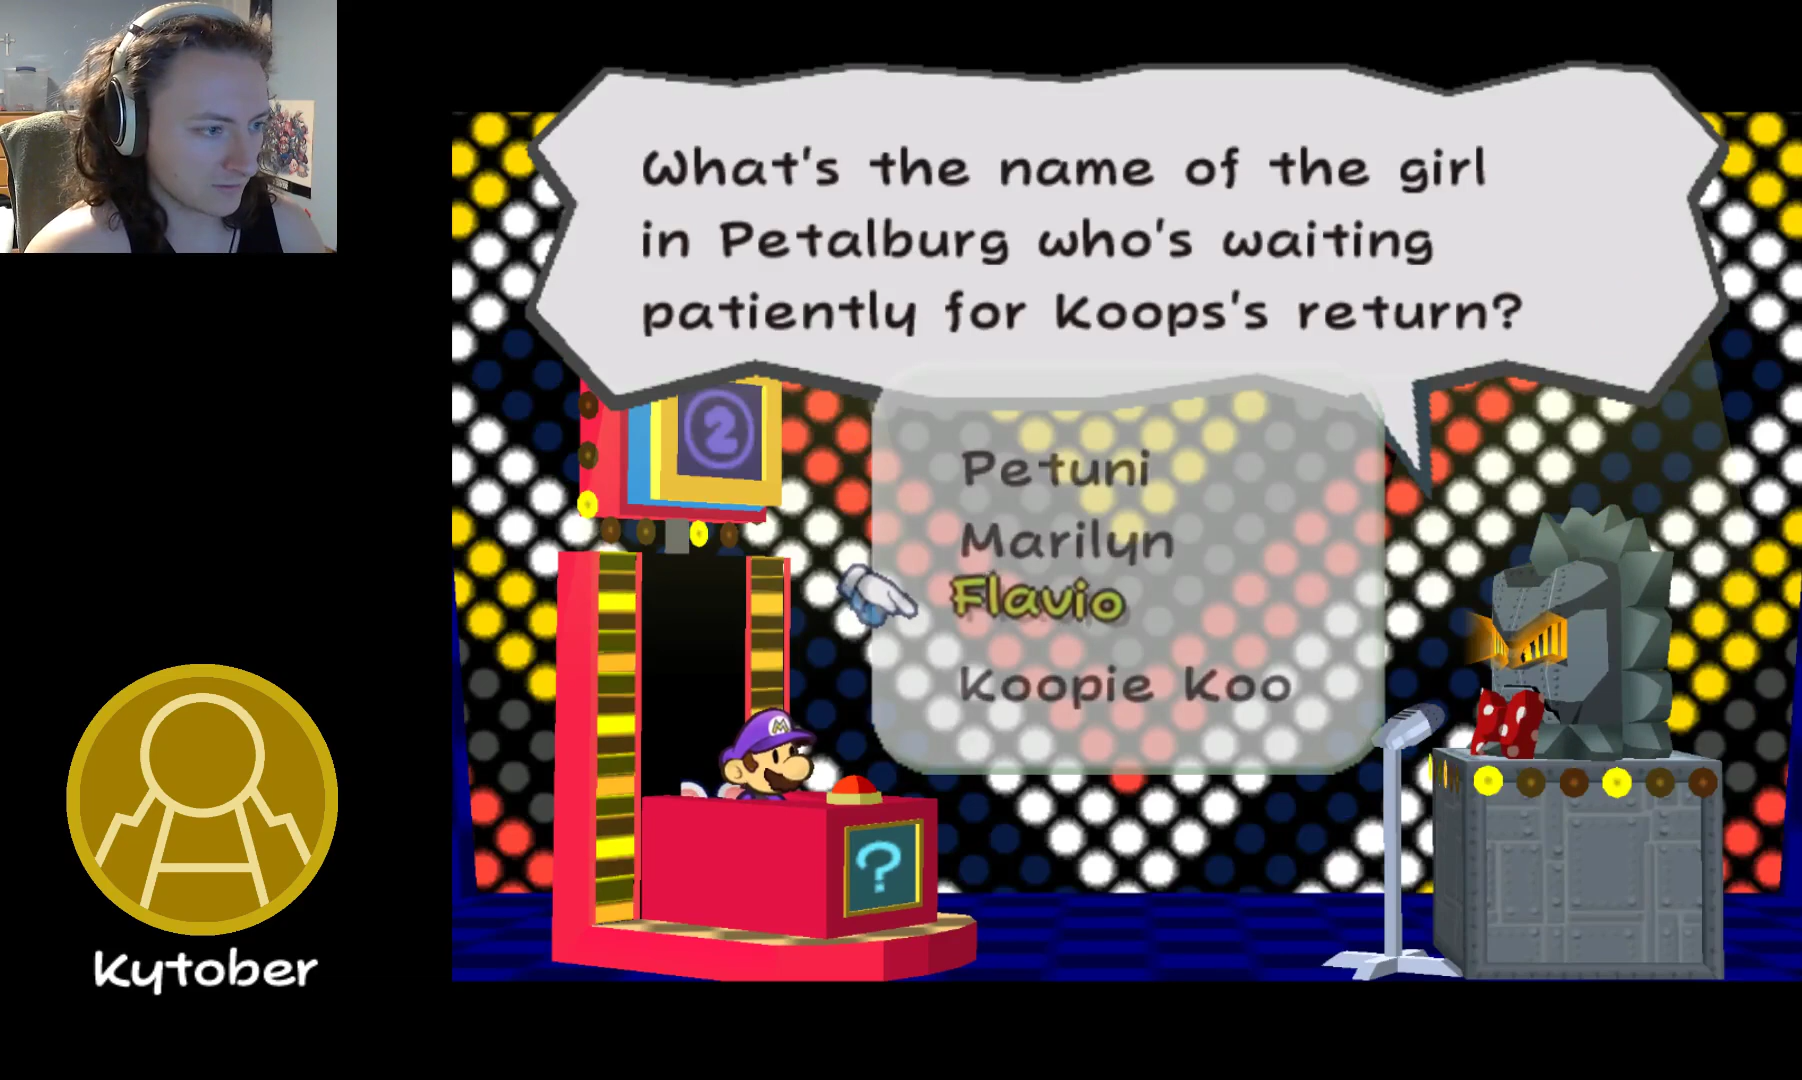 What's the name of the girl
in Petalburg who's waiting
patiently for Koops's return?
2
Petuni
Marilyn
Flavio
Koopie Koo
M
?
Kytober